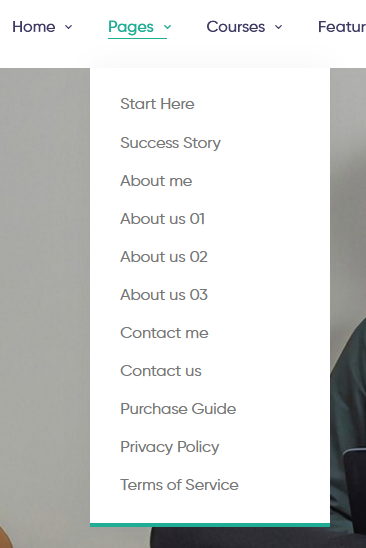 Home Pages Courses Featur
Start Here
Success Story
About me
About us 01
About us 02
About us 03
Contact me
Contact us
Purchase Guide
Privacy Policy
Terms of Service